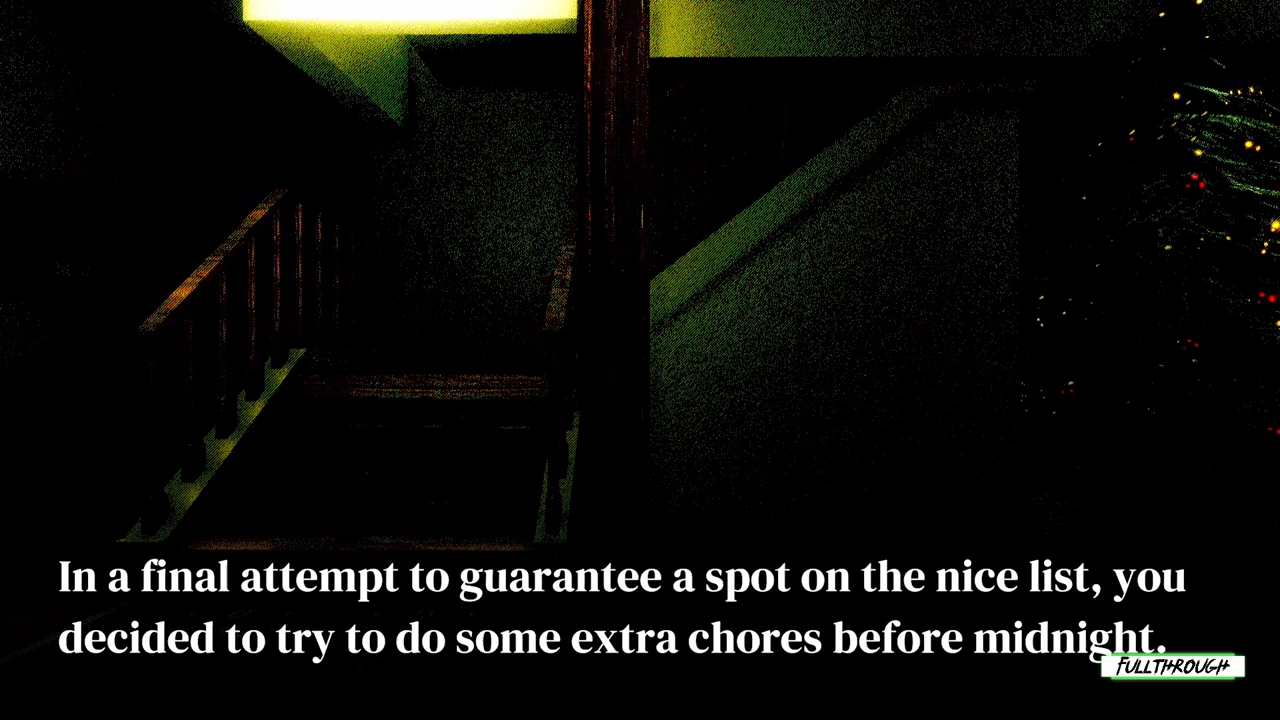 In a final attempt to guarantee a spot on the nice list, you
decided to try to do some extra chores before midnight.
FULLTHROUGH